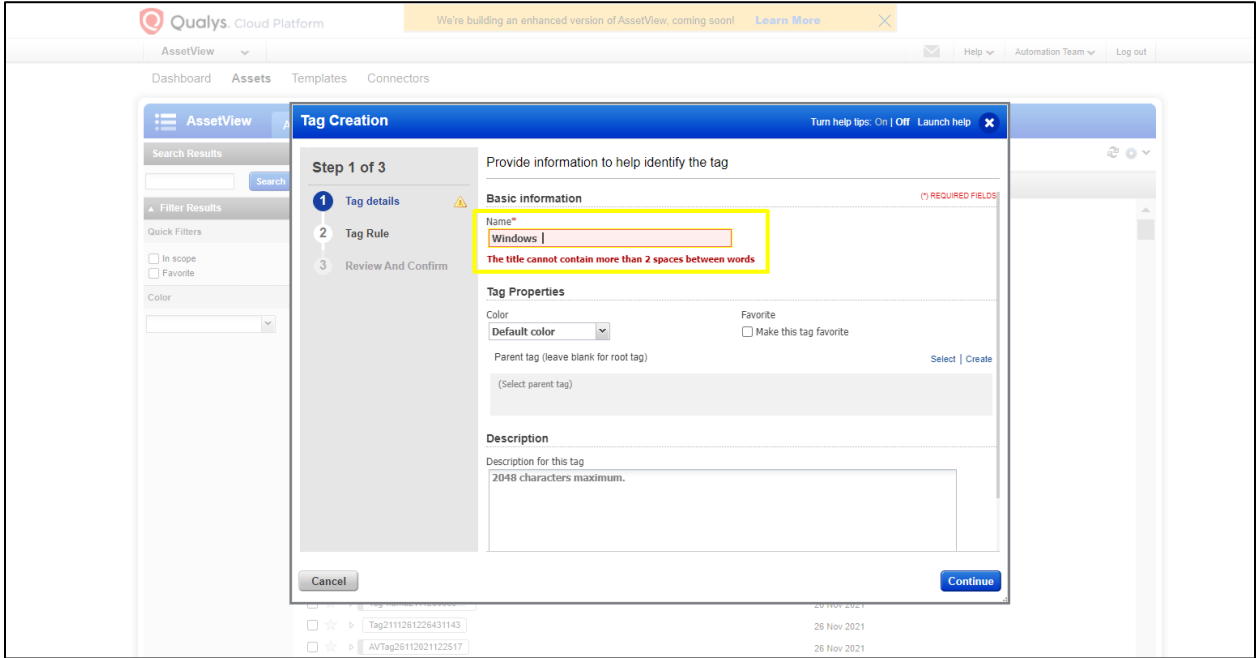 Qualys. Cloud Platform
We're building an enhanced version of AssetView, coming soon! Learn More
AssetView
Help Automation Team Log out
Dashboard Assets Templates Connectors
AssetView
Search Results
Search
Filter Results
Quick Filters
In scope
Favorite
Color
Tag Creation
Turn help tips: On | Off Launch help
Step 1 of 3
1 Tag details
2 Tag Rule
3 Review And Confirm
Provide information to help identify the tag
Basic information
(*) REQUIRED FIELDS
Name*
Windows
The title cannot contain more than 2 spaces between words
Tag Properties
Color
Favorite
Default color
Make this tag favorite
Parent tag (leave blank for root tag)
Select | Create
(Select parent tag)
Description
Description for this tag
2048 characters maximum.
Cancel
Continue
26 Nov 2021
Tag2111261226431143
26 Nov 2021
AVTag26112021122517
26 Nov 2021